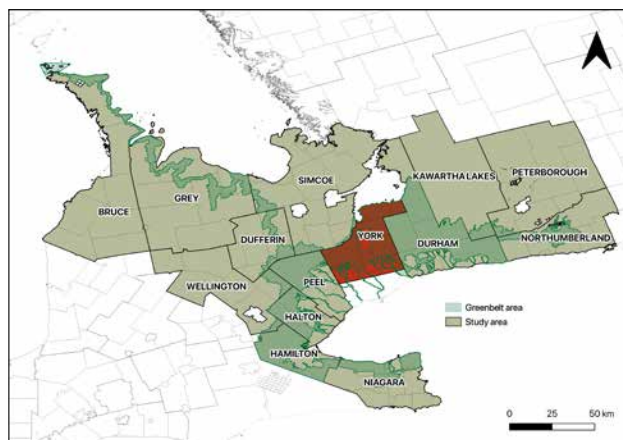 KAWARTHA LAKES
PETERBOROUGH
SIMCOE
GREY
BRUCE
YORK
DUFFERIN
DURHAM
NORTHUMBERLAND
WELLINGTON
PEEL
HALTON
HAMILTON
NIAGARA
Greenbelt area
Study area
0 25 50 km